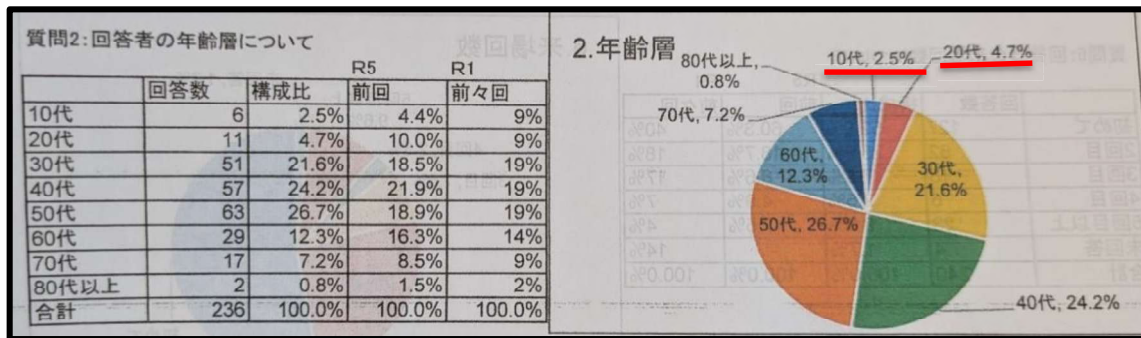 質問2:回答者の年齢層について
R5 R1
回答数 構成比 前回 前々回
10代 6 2.5% 4.4% 9%
20代 11 4.7% 10.0% 9%
30代 51 21.6% 18.5% 19%
40代 57 24.2% 21.9% 19%
50代 63 26.7% 18.9% 19%
60代 29 12.3% 16.3% 14%
70代 17 7.2% 8.5% 9%
80代以上 2 0.8% 1.5% 2%
合計 236 100.0% 100.0% 100.0%
2.年齢層
80代以上,
0.8%
10代, 2.5%
20代, 4.7%
70代, 7.2%
60代,
12.3%
30代,
21.6%
50代, 26.7%
40代, 24.2%